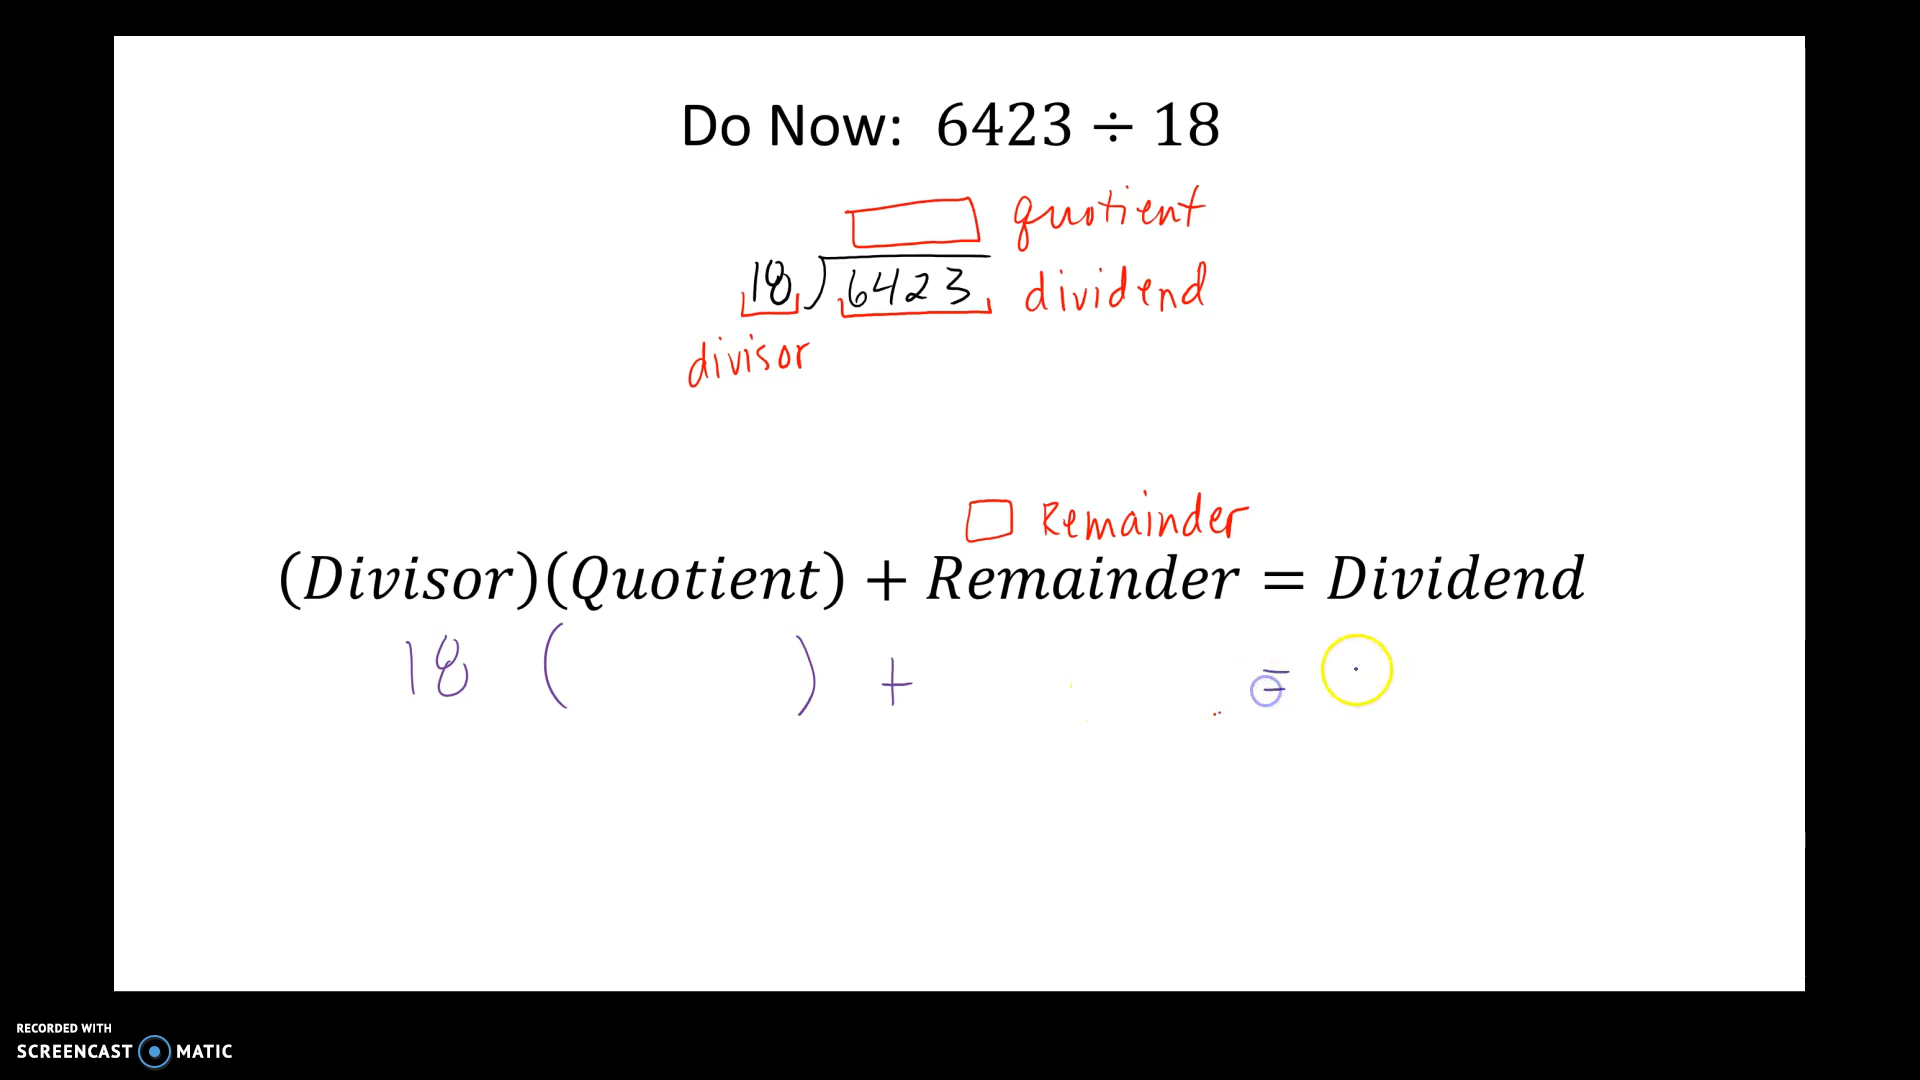 Do Now: 6423 ÷ 18
quotient
18 ) 6423 dividend
divisor
Remainder
(Divisor)(Quotient) + Remainder = Dividend
18 ( ) + =
RECORDED WITH
SCREENCAST MATIC